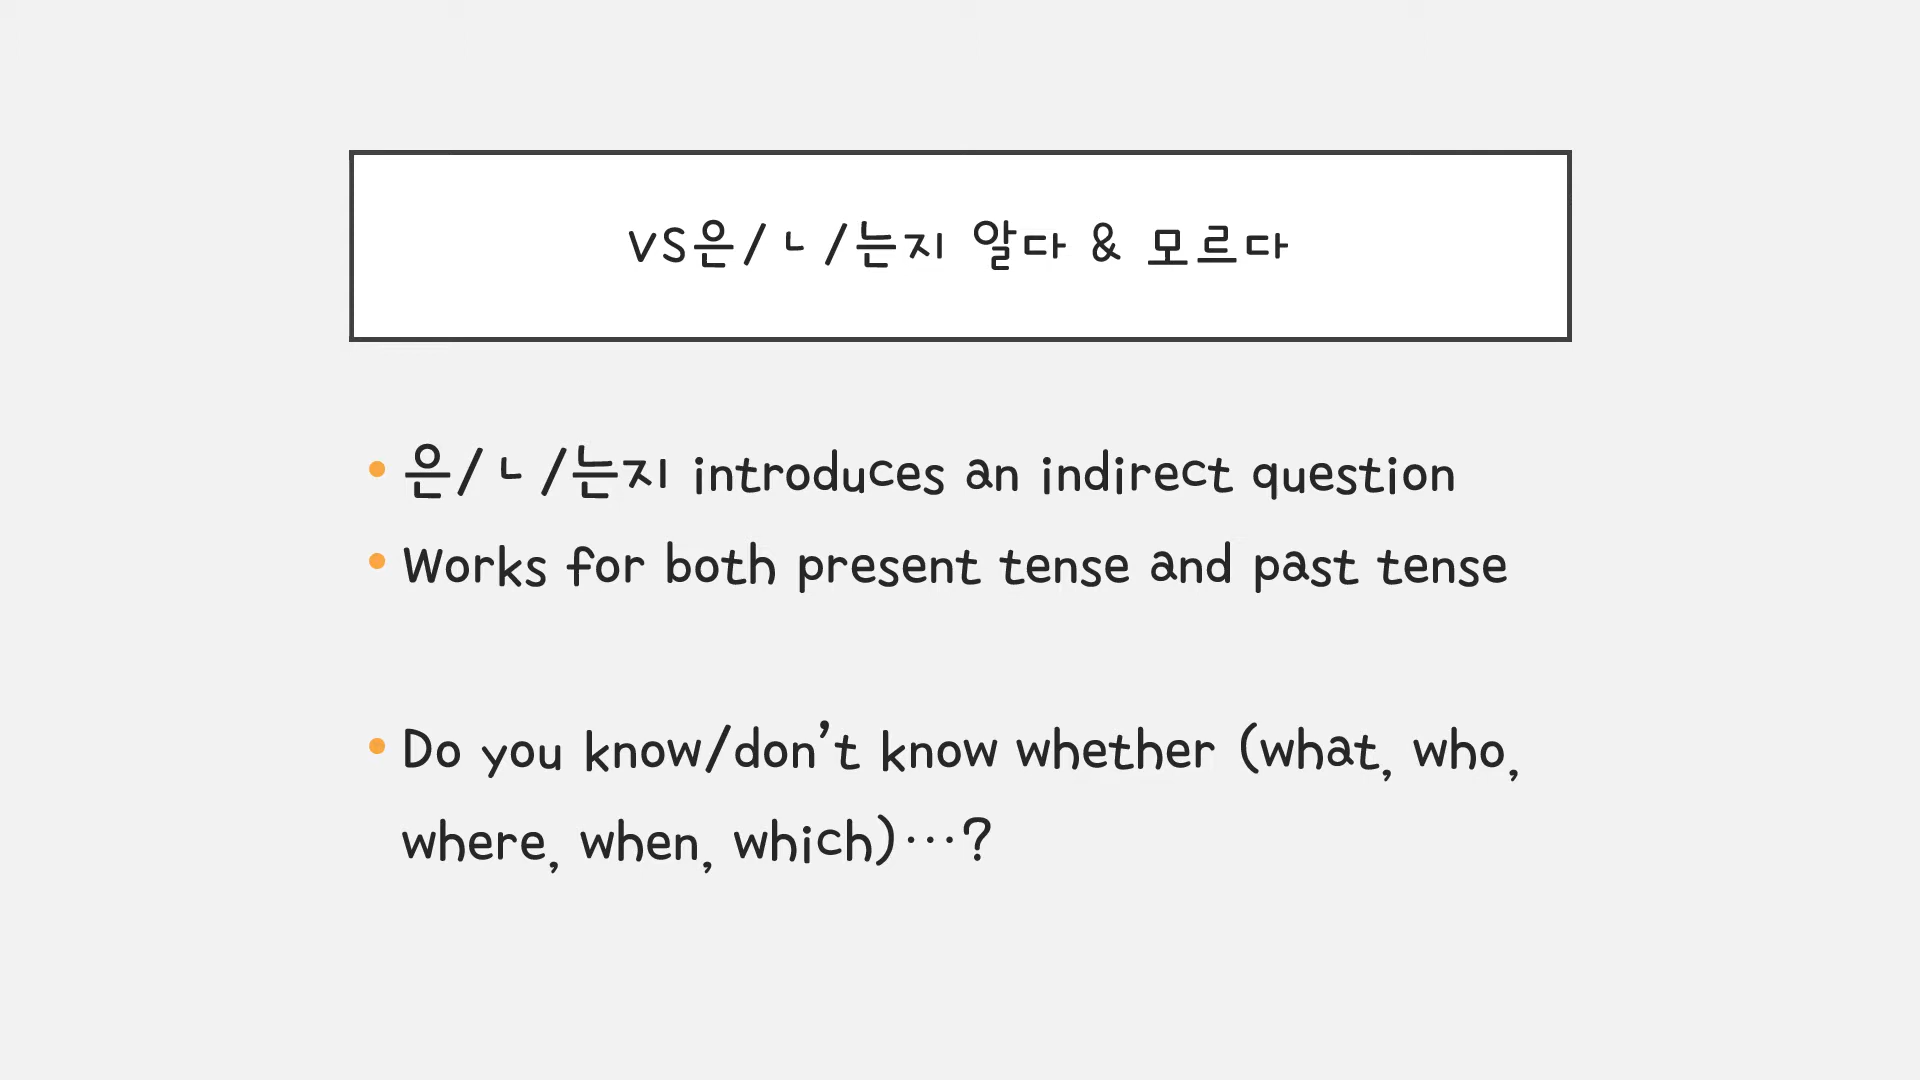 VS은/ㄴ/는지 알다 & 모르다
• 은/ㄴ/는지 introduces an indirect question
• Works for both present tense and past tense
• Do you know/don't know whether (what, who,
where, when, which)…?